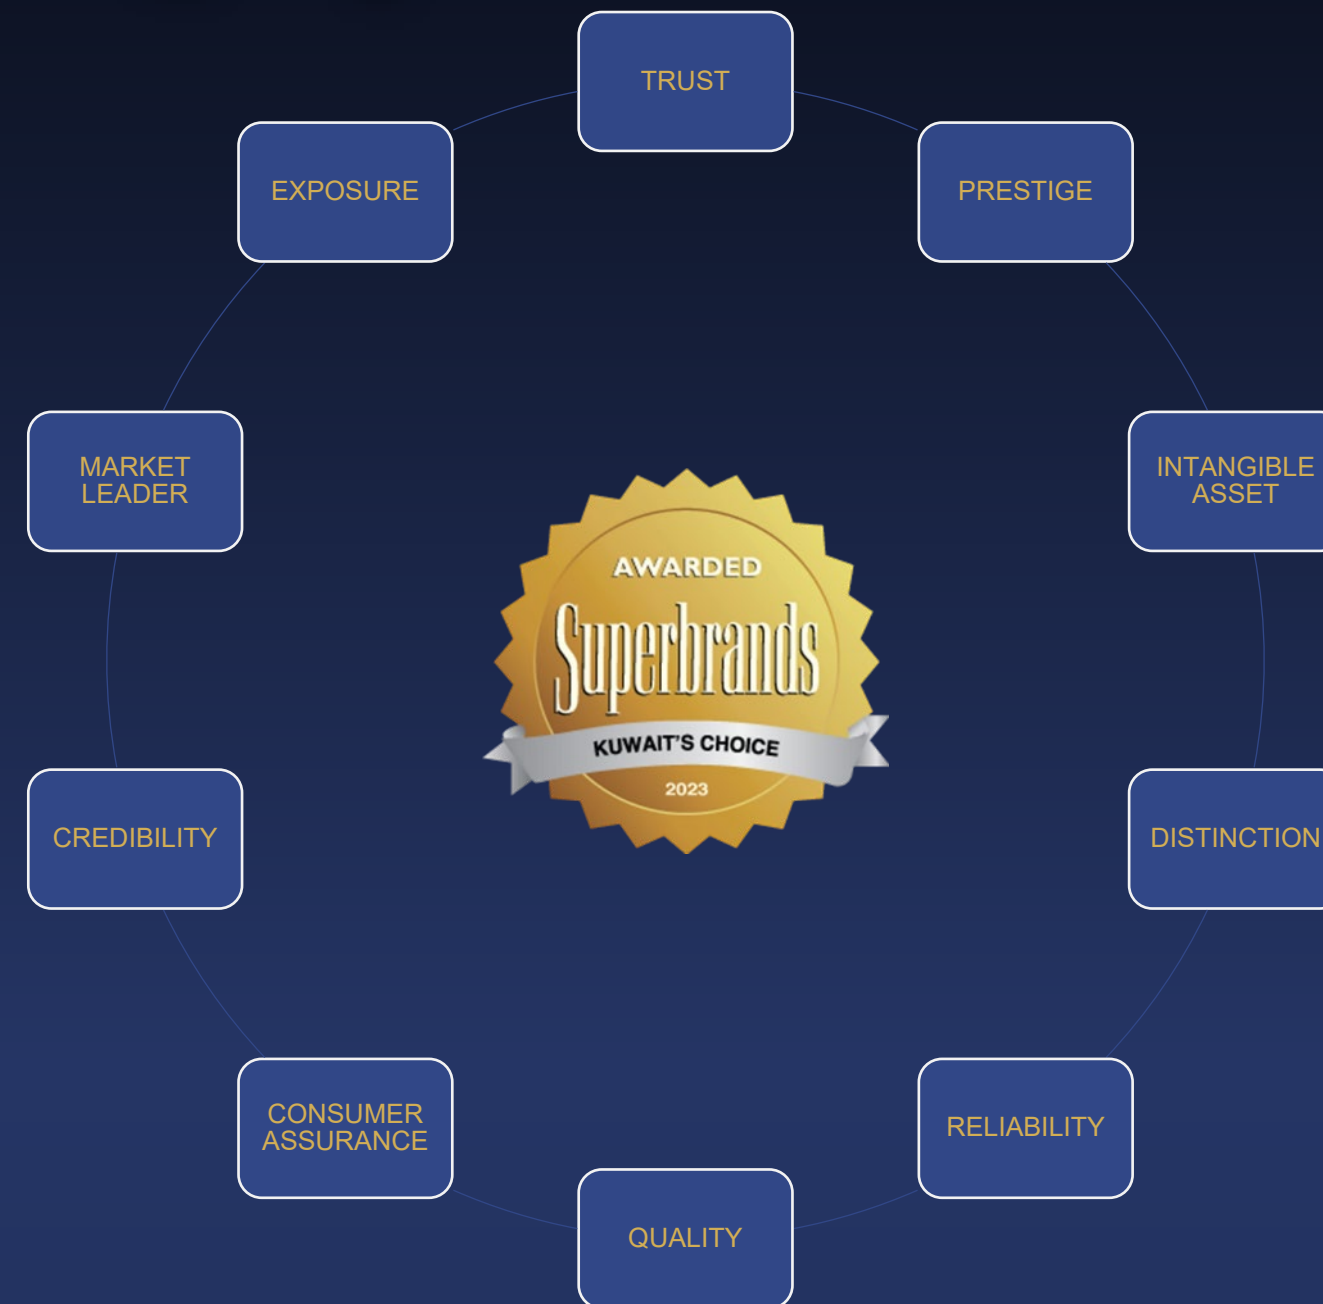 TRUST
PRESTIGE
INTANGIBLE
ASSET
DISTINCTION
RELIABILITY
QUALITY
CONSUMER
ASSURANCE
CREDIBILITY
MARKET
LEADER
EXPOSURE
AWARDED
Superbrands
KUWAIT'S CHOICE
2023